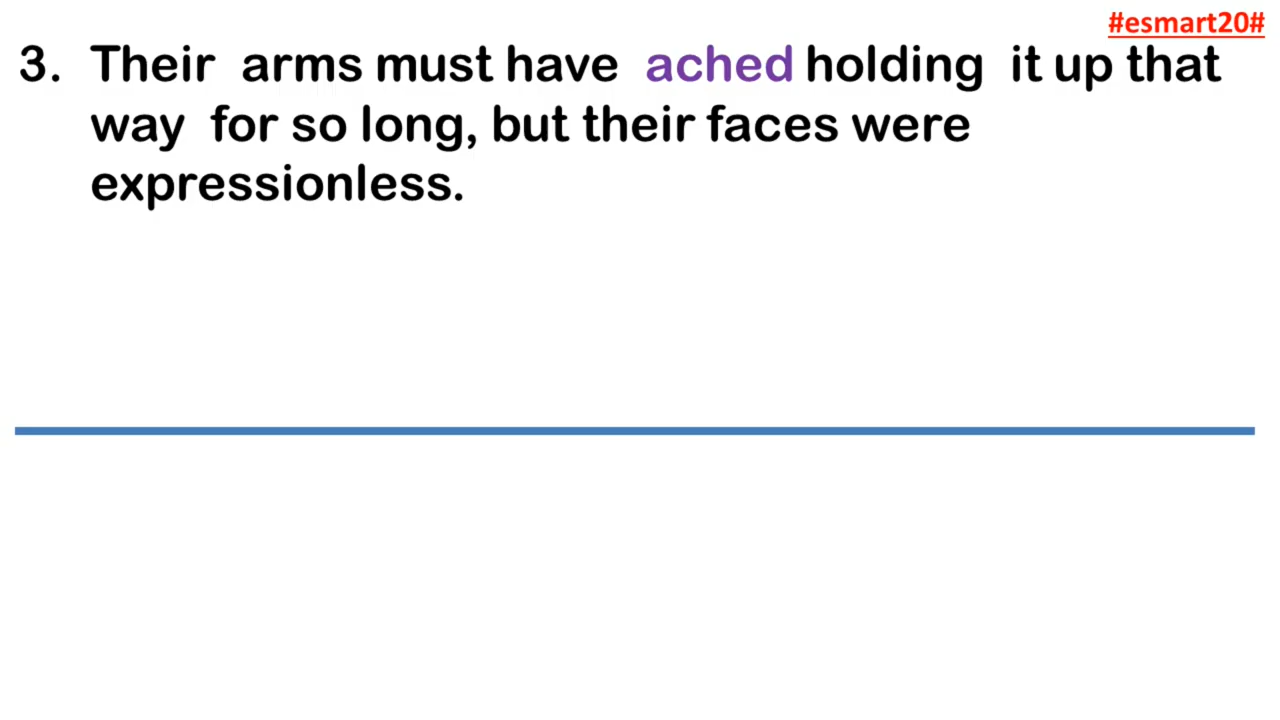 #esmart20#
3. Their arms must have ached holding it up that
way for so long, but their faces were
expressionless.